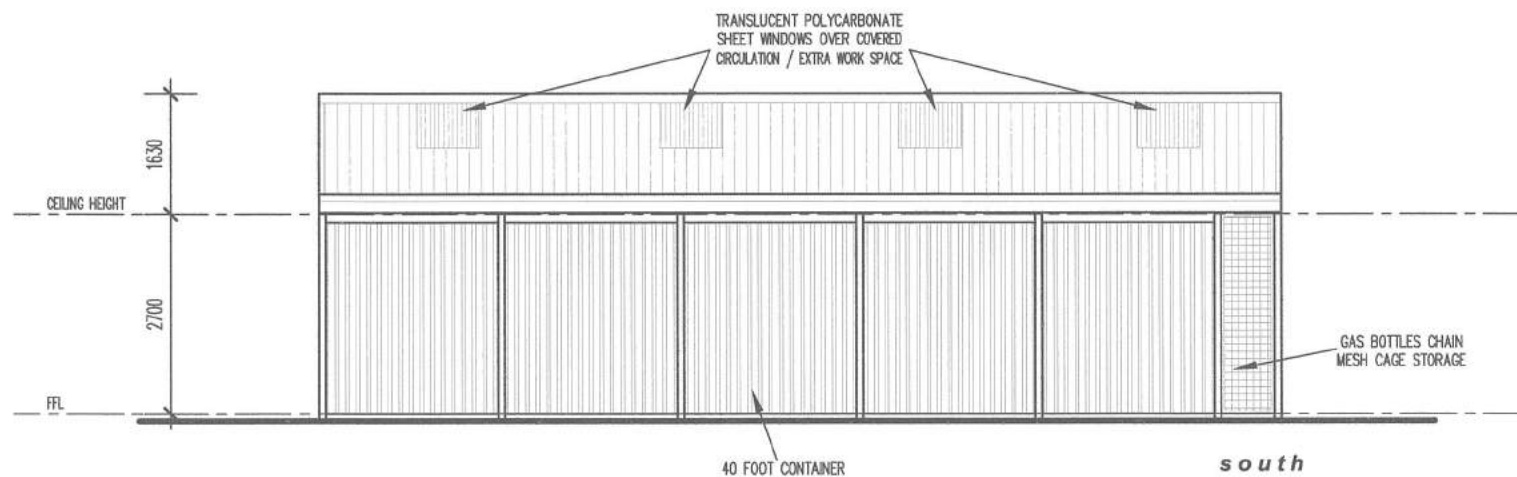 TRANSLUCENT POLYCARBONATE
SHEET WINDOWS OVER COVERED
CIRCULATION / EXTRA WORK SPACE
1630
CEILING HEIGHT
2700
GAS BOTTLES CHAIN
MESH CAGE STORAGE
FFL
40 FOOT CONTAINER
south